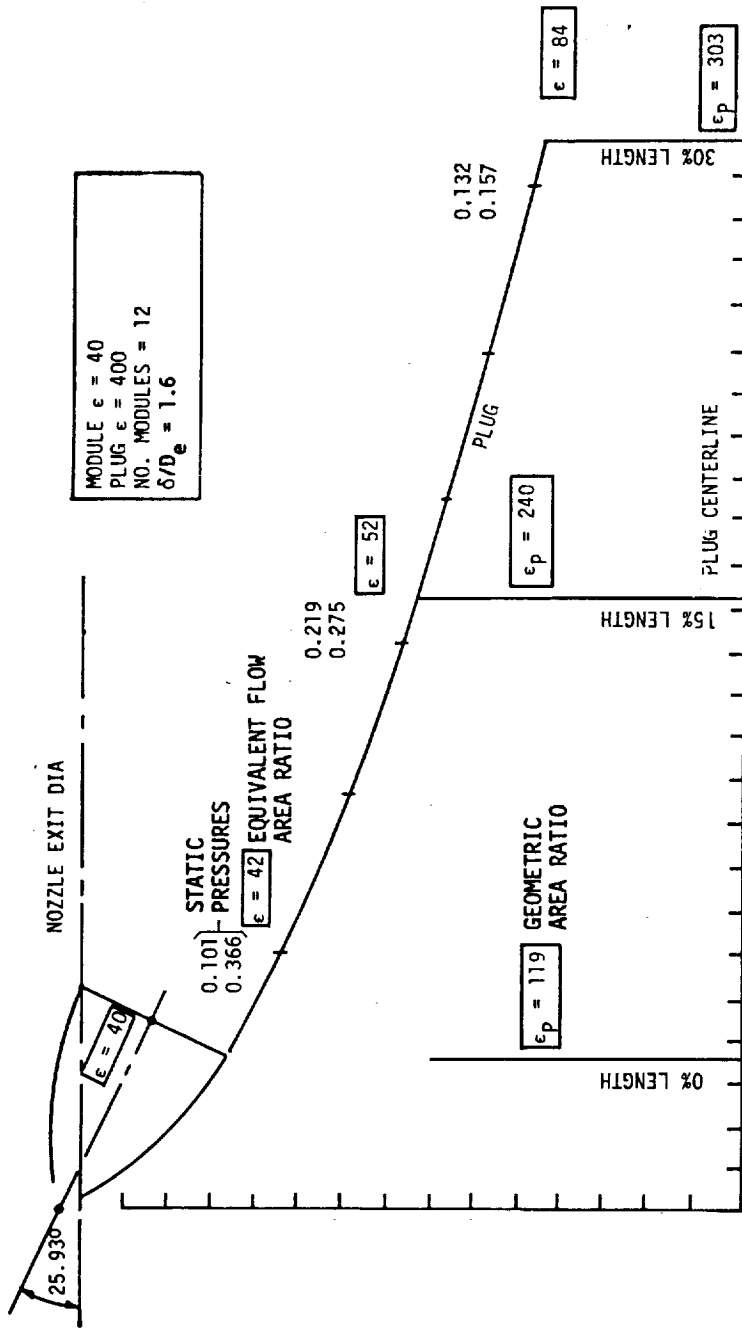 MODULE ε = 40
PLUG ε = 400
NO. MODULES = 12
δ/Dₑ = 1.6
NOZZLE EXIT DIA
25.93⁰
ε = 40
STATIC
PRESSURES
0.101
0.366
ε = 42 EQUIVALENT FLOW
AREA RATIO
0.219
0.275
ε = 52
0.132
0.157
ε = 84
PLUG
εp = 119 GEOMETRIC
AREA RATIO
εp = 240
εp = 303
0% LENGTH
15% LENGTH
30% LENGTH
PLUG CENTERLINE